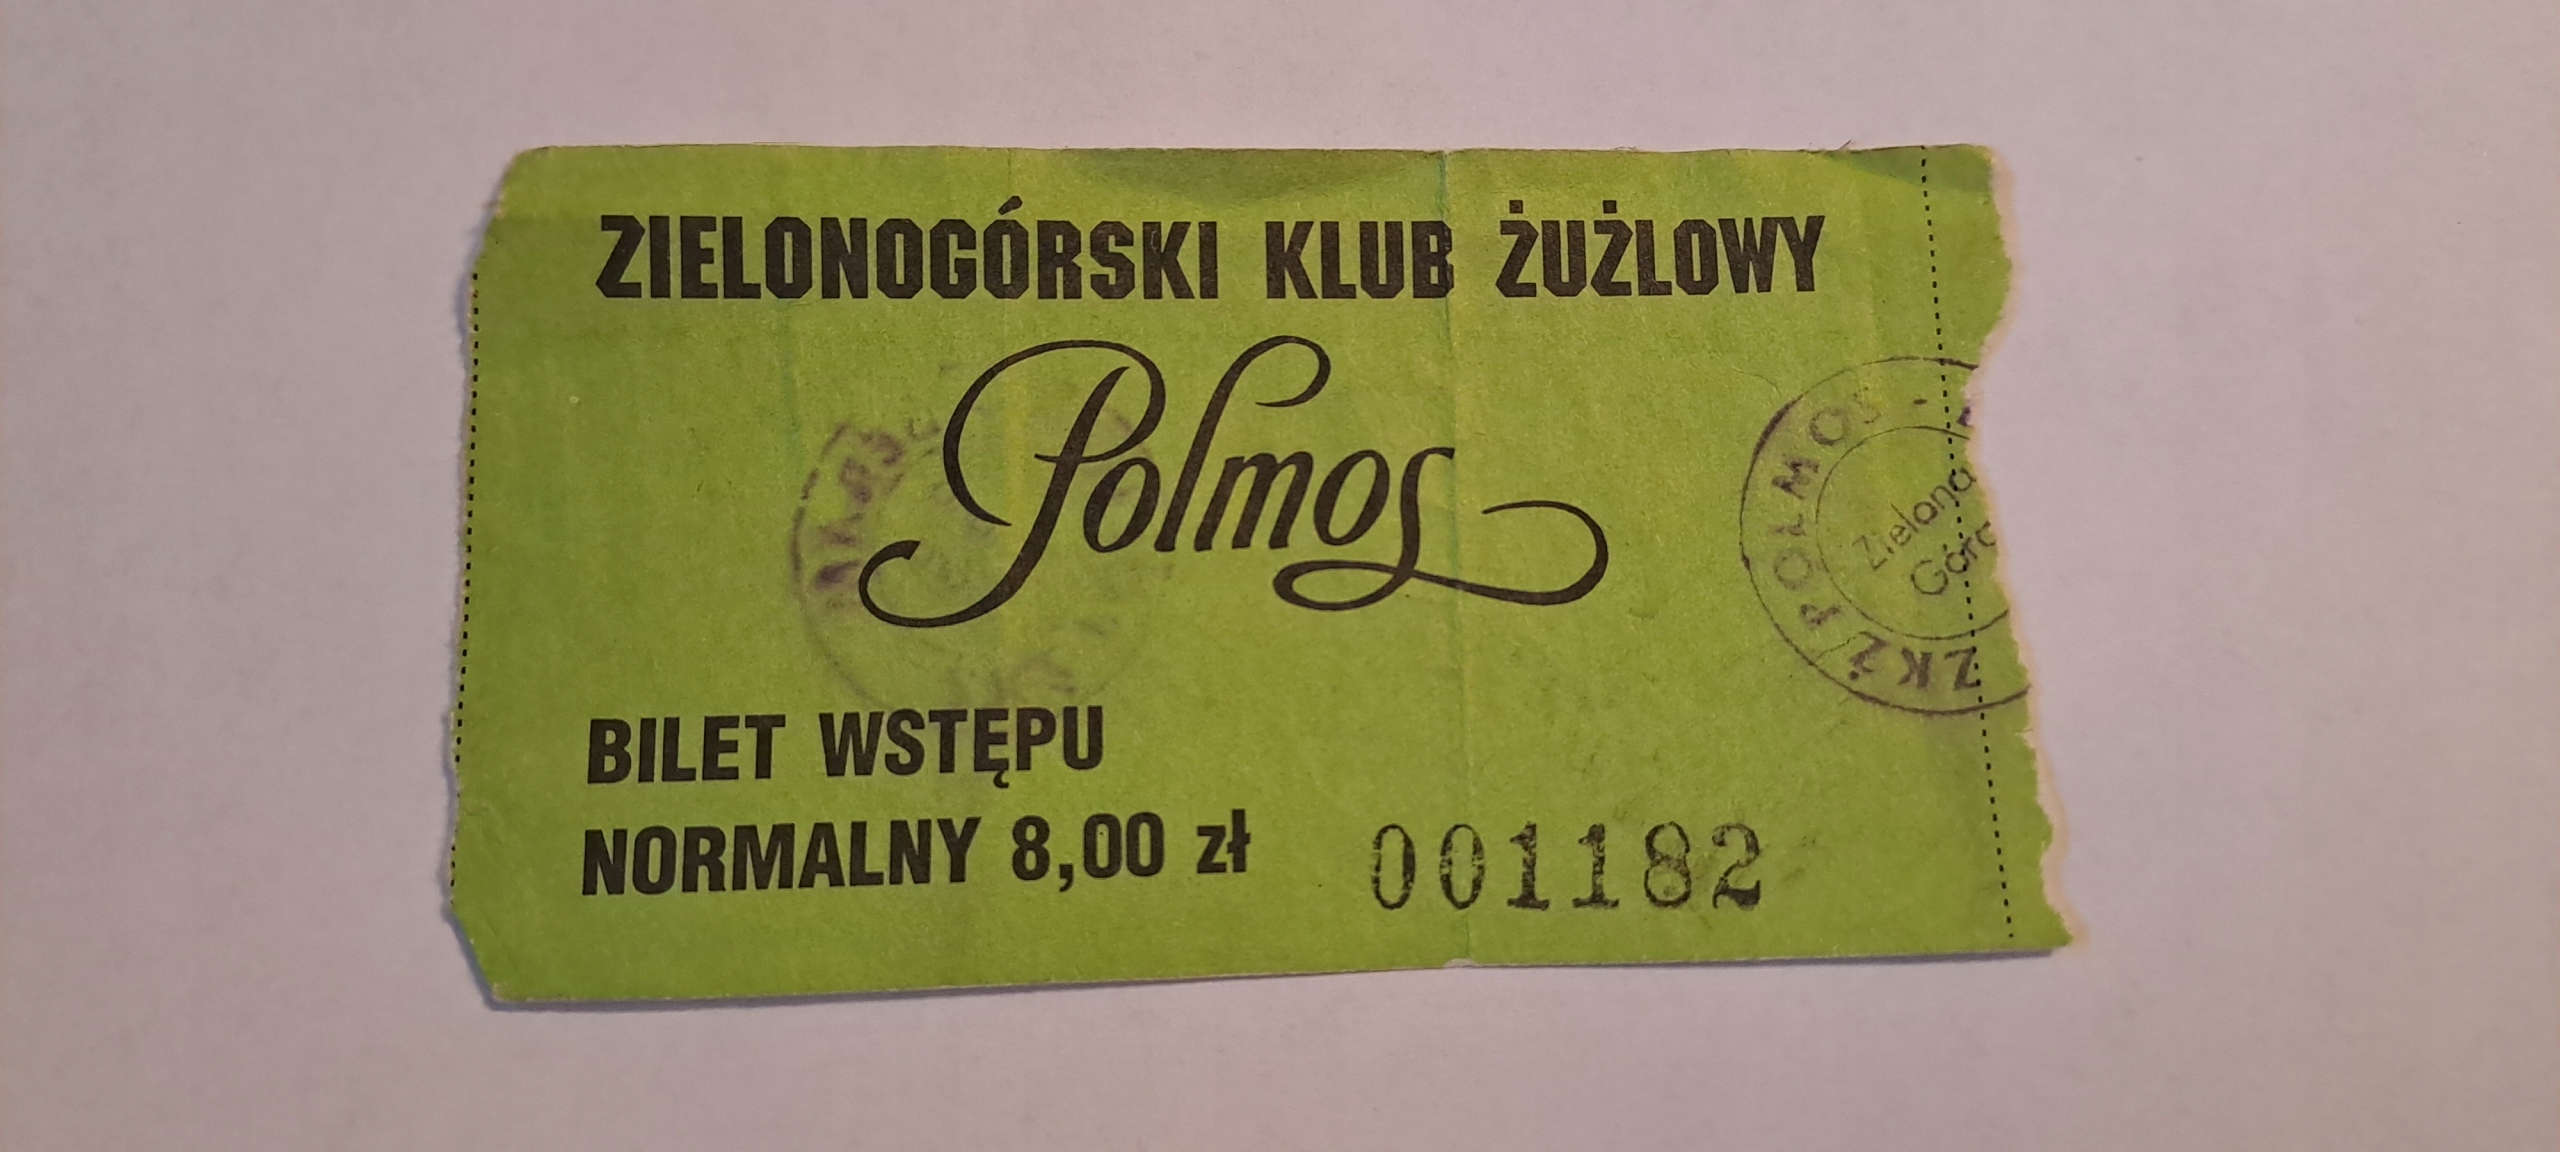 ZIELONOGÓRSKI KLUB ŻUŻLOWY
Polmos
ZKŻ POLMOS -
Zielona
Góra
BILET WSTĘPU
NORMALNY 8,00 zł
001182